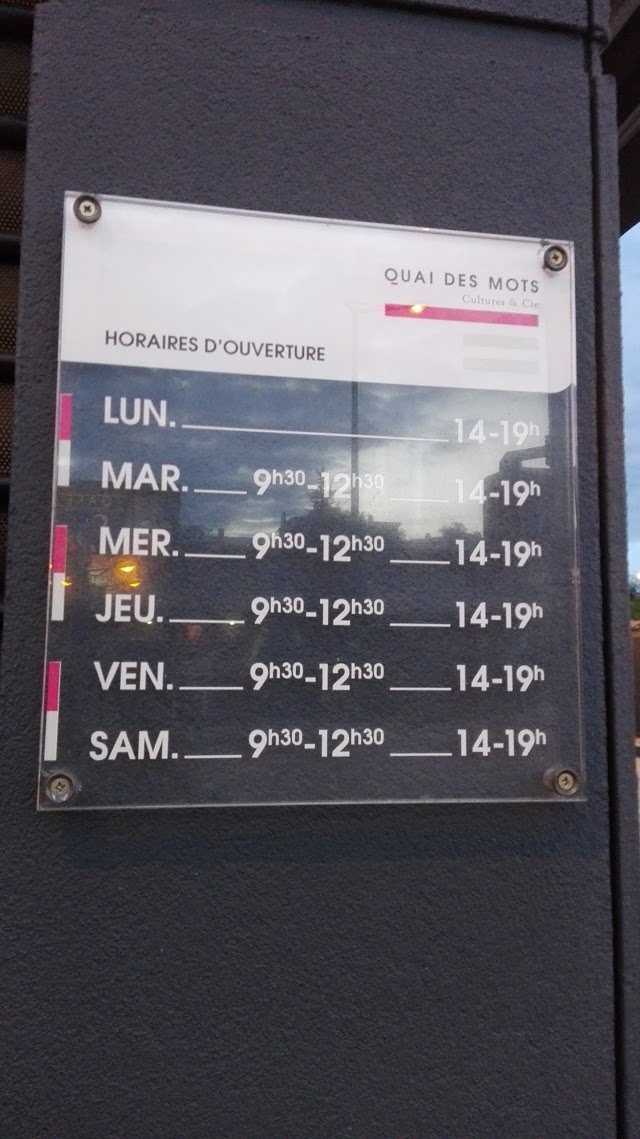 QUAI DES MOTS
Cultures & Cie
HORAIRES D'OUVERTURE
LUN. 14-19h
MAR. 9h30-12h30 14-19h
MER. 9h30-12h30 14-19h
JEU. 9h30-12h30 14-19h
VEN. 9h30-12h30 14-19h
SAM. 9h30-12h30 14-19h